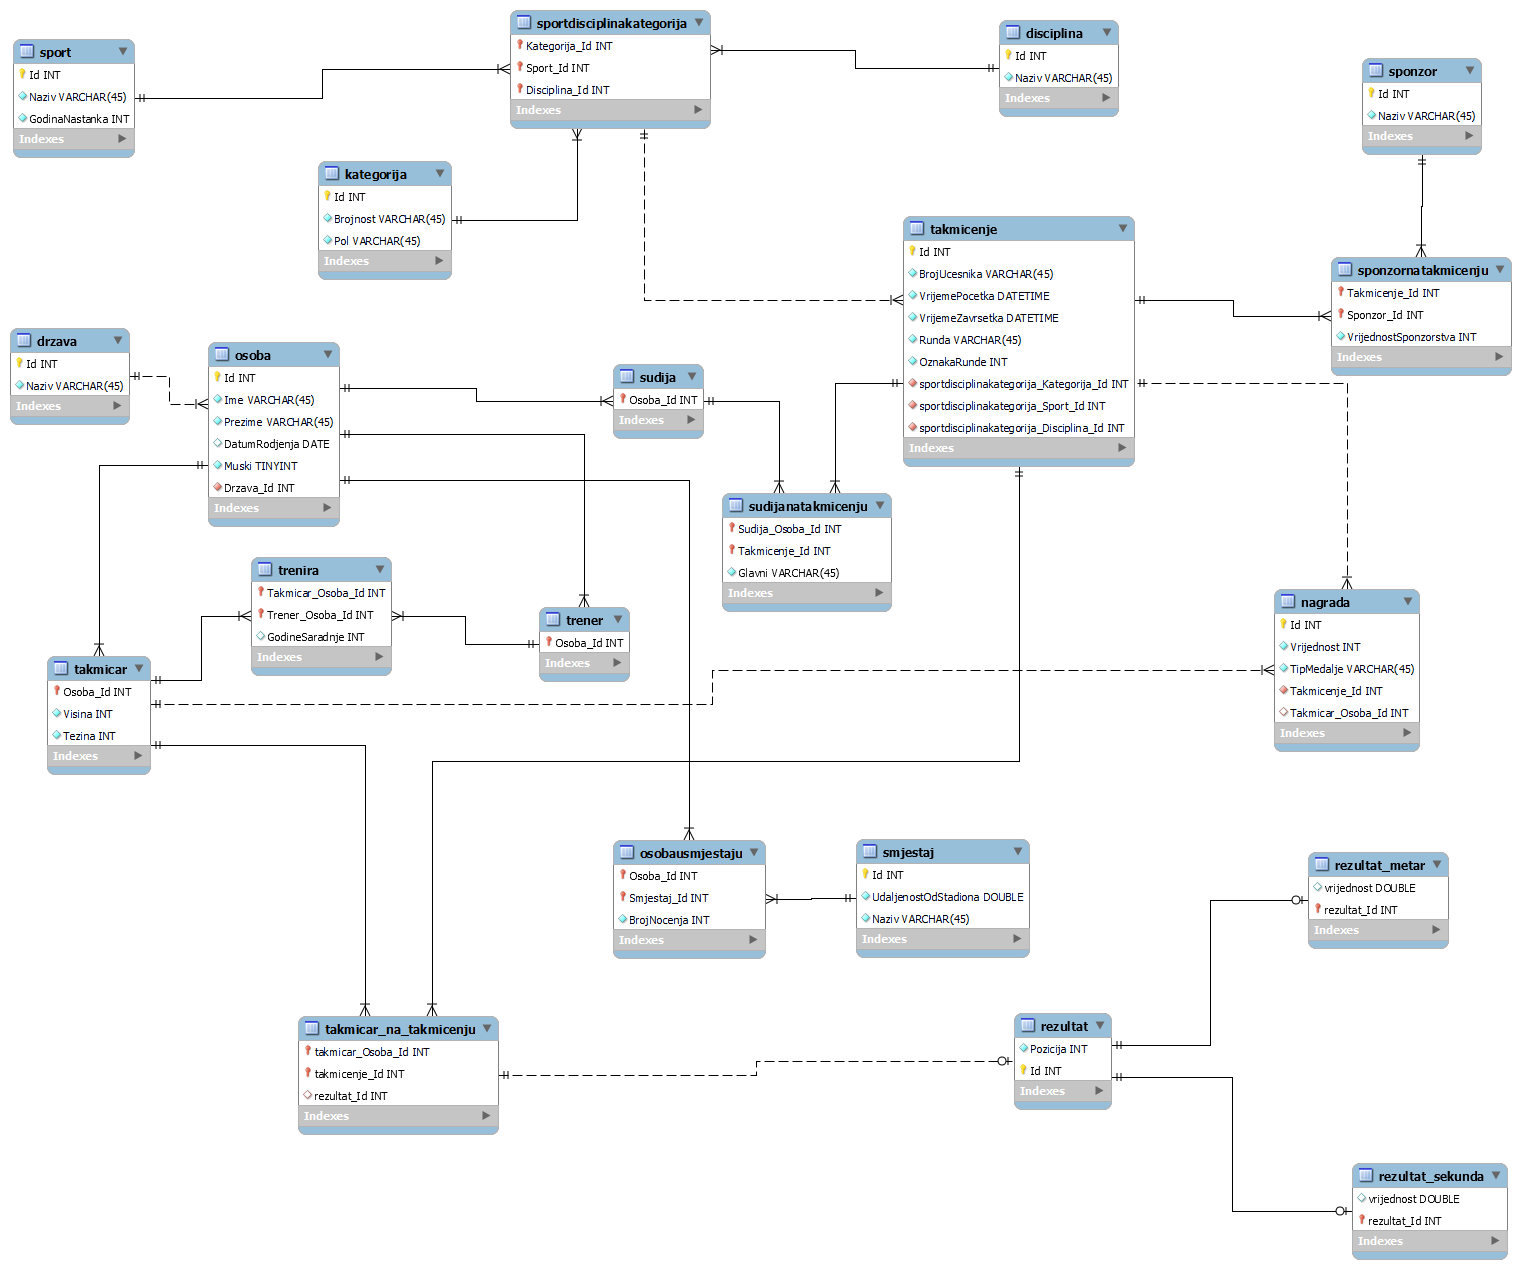 sport
Id INT
Naziv VARCHAR(45)
GodinaNastanka INT
Indexes
sportdisciplinakategorija
Kategorija_Id INT
Sport_Id INT
Disciplina_Id INT
Indexes
disciplina
Id INT
Naziv VARCHAR(45)
Indexes
sponzor
Id INT
Naziv VARCHAR(45)
Indexes
kategorija
Id INT
Brojnost VARCHAR(45)
Pol VARCHAR(45)
Indexes
takmicenje
Id INT
BrojUcesnika VARCHAR(45)
VrijemePocetka DATETIME
VrijemeZavrsetka DATETIME
Runda VARCHAR(45)
OznakaRunde INT
sportdisciplinakategorija_Kategorija_Id INT
sportdisciplinakategorija_Sport_Id INT
sportdisciplinakategorija_Disciplina_Id INT
Indexes
sponzornatakmicenju
Takmicenje_Id INT
Sponzor_Id INT
VrijednostSponzorstva INT
Indexes
drzava
Id INT
Naziv VARCHAR(45)
Indexes
osoba
Id INT
Ime VARCHAR(45)
Prezime VARCHAR(45)
DatumRodjenja DATE
Muski TINYINT
Drzava_Id INT
Indexes
sudija
Osoba_Id INT
Indexes
sudijanatakmicenju
Sudija_Osoba_Id INT
Takmicenje_Id INT
Glavni VARCHAR(45)
Indexes
trenira
Takmicar_Osoba_Id INT
Trener_Osoba_Id INT
GodineSaradnje INT
Indexes
trener
Osoba_Id INT
Indexes
nagrada
Id INT
Vrijednost INT
TipMedalje VARCHAR(45)
Takmicenje_Id INT
Takmicar_Osoba_Id INT
Indexes
takmicar
Osoba_Id INT
Visina INT
Tezina INT
Indexes
osobausmjestaju
Osoba_Id INT
Smjestaj_Id INT
BrojNocenja INT
Indexes
smjestaj
Id INT
UdaljenostOdStadiona DOUBLE
Naziv VARCHAR(45)
Indexes
rezultat_metar
vrijednost DOUBLE
rezultat_Id INT
Indexes
takmicar_na_takmicenju
takmicar_Osoba_Id INT
takmicenje_Id INT
rezultat_Id INT
Indexes
rezultat
Pozicija INT
Id INT
Indexes
rezultat_sekunda
vrijednost DOUBLE
rezultat_Id INT
Indexes